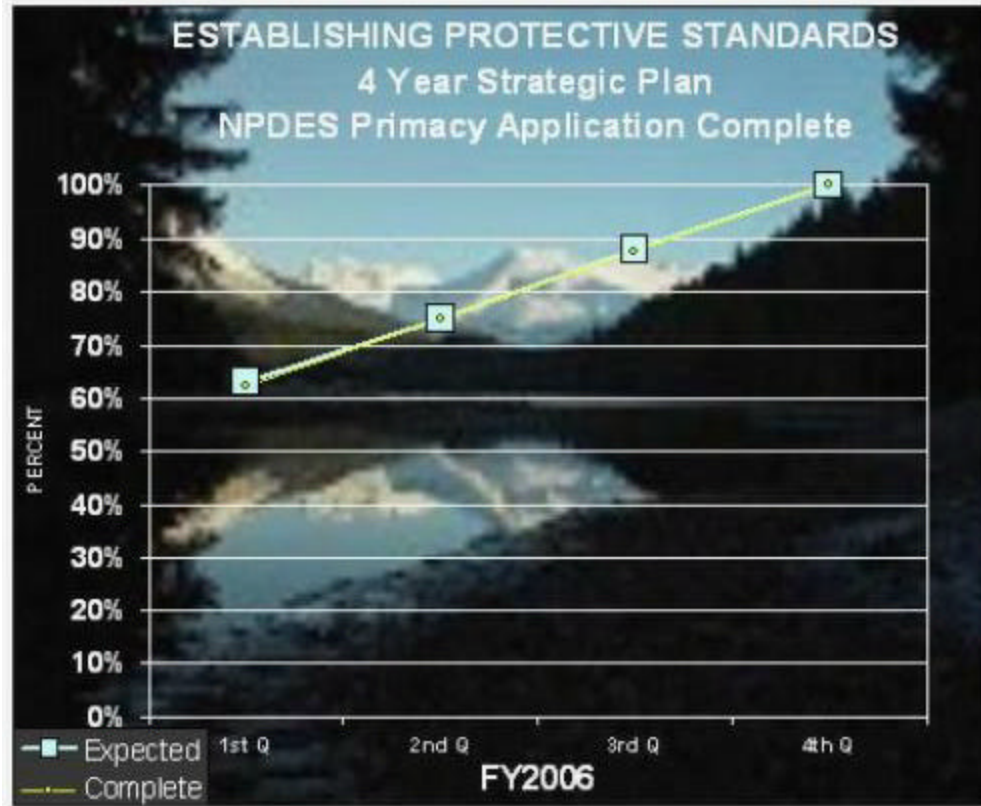 ESTABLISHING PROTECTIVE STANDARDS
4 Year Strategic Plan
NPDES Primacy Application Complete
100%
90%
80%
70%
60%
50%
40%
30%
20%
10%
0%
PERCENT
1st Q 2nd Q 3rd Q 4th Q
FY2006
Expected
Complete